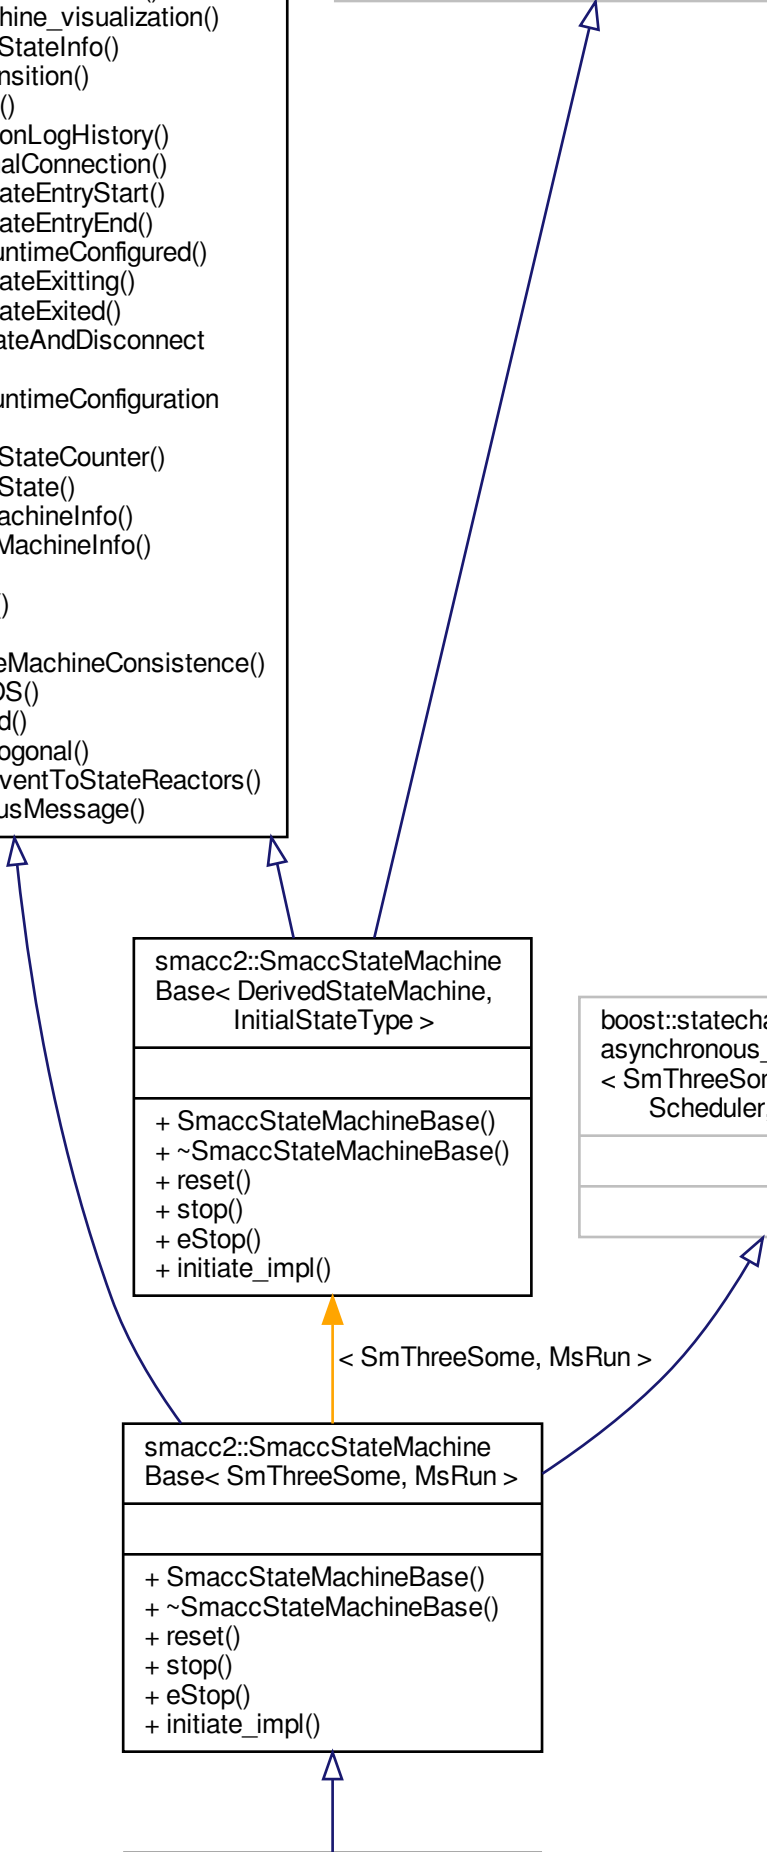 hine_visualization()
StateInfo()
nsition()
()
onLogHistory()
alConnection()
ateEntryStart()
ateEntryEnd()
untimeConfigured()
ateExitting()
ateExited()
ateAndDisconnect
untimeConfiguration
StateCounter()
State()
achineInfo()
MachineInfo()
()
eMachineConsistence()
OS()
d()
ogonal()
ventToStateReactors()
usMessage()
smacc2::SmaccStateMachine
Base< DerivedStateMachine,
InitialStateType >
+ SmaccStateMachineBase()
+ ~SmaccStateMachineBase()
+ reset()
+ stop()
+ eStop()
+ initiate_impl()
boost::statecha
asynchronous_
< SmThreeSom
Scheduler,
< SmThreeSome, MsRun >
smacc2::SmaccStateMachine
Base< SmThreeSome, MsRun >
+ SmaccStateMachineBase()
+ ~SmaccStateMachineBase()
+ reset()
+ stop()
+ eStop()
+ initiate_impl()